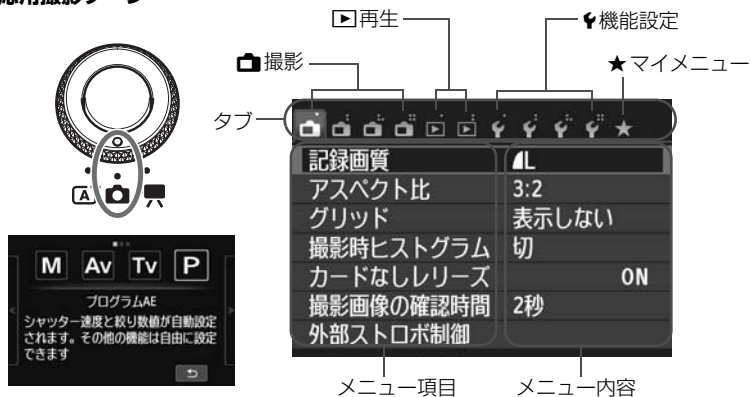 再生
機能設定
撮影
★マイメニュー
タブ
記録画質 L
アスペクト比 3:2
グリッド 表示しない
撮影時ヒストグラム 切
カードなしレリーズ ON
撮影画像の確認時間 2秒
外部ストロボ制御
メニュー項目
メニュー内容
A
M Av Tv P
プログラムAE
シャッター速度と絞り数値が自動設定
されます。その他の機能は自由に設定
できます